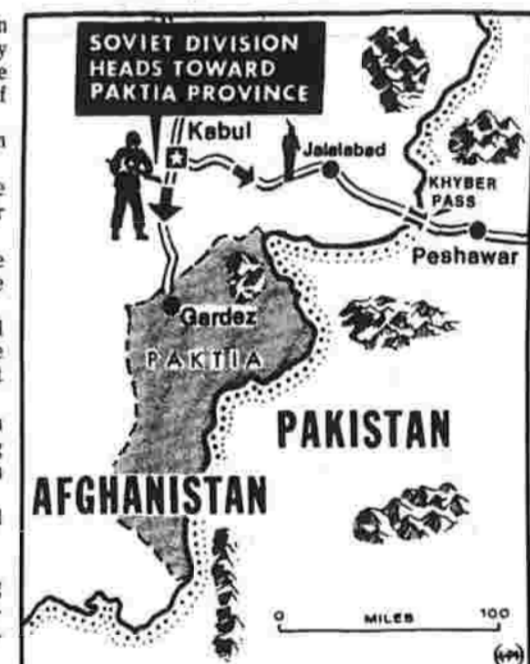 SOVIET DIVISION
HEADS TOWARD
PAKTIA PROVINCE
Kabul
Jalalabad
KHYBER
PASS
Peshawar
Gardez
PAKTIA
PAKISTAN
AFGHANISTAN
0 MILES 100